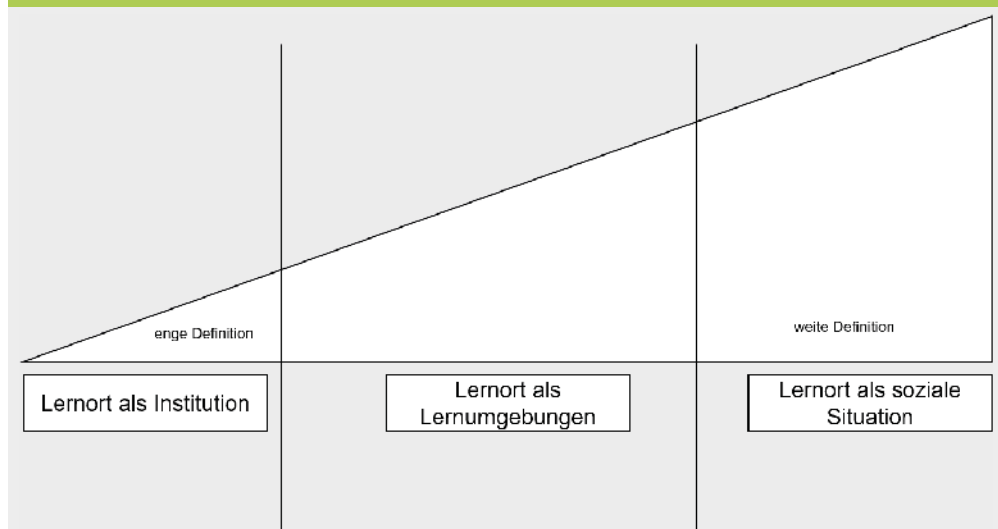 enge Definition
weite Definition
Lernort als Institution
Lernort als
Lernumgebungen
Lernort als soziale
Situation